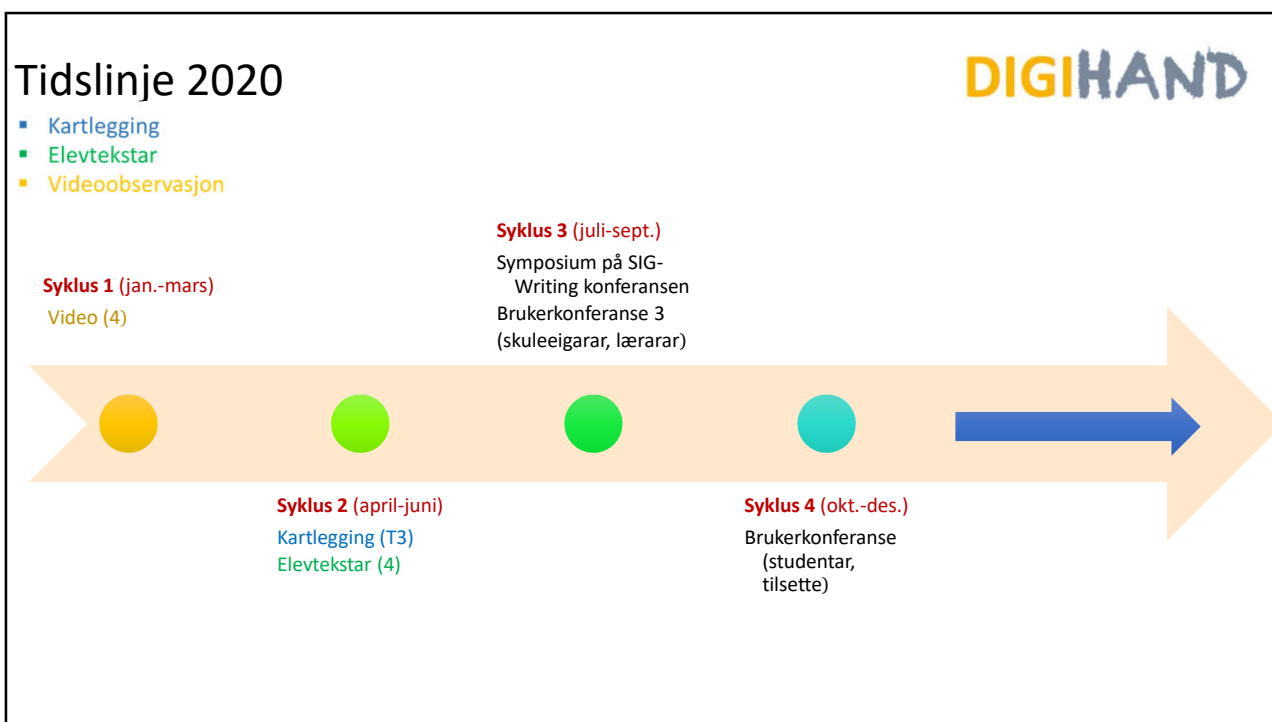 Tidslinje 2020
DIGIHAND
▪ Kartlegging
▪ Elevtekstar
▪ Videoobservasjon
Syklus 1 (jan.-mars)
Video (4)
Syklus 3 (juli-sept.)
Symposium på SIG-
Writing konferansen
Brukerkonferanse 3
(skuleeigarar, lærarar)
Syklus 2 (april-juni)
Kartlegging (T3)
Elevtekstar (4)
Syklus 4 (okt.-des.)
Brukerkonferanse
(studentar,
tilsette)